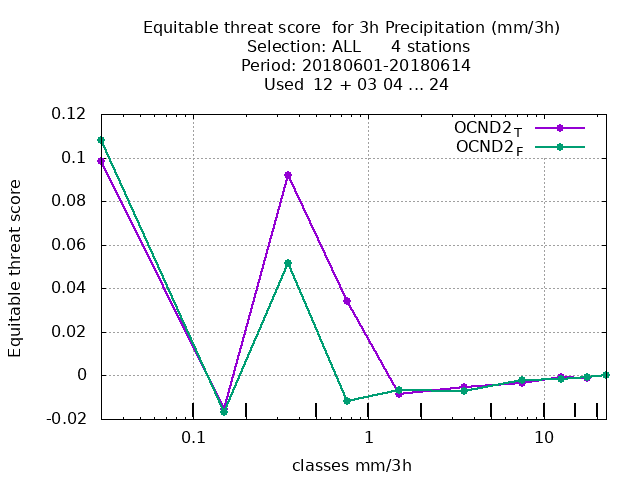 Equitable threat score  for 3h Precipitation (mm/3h)
Selection: ALL      4 stations
Period: 20180601-20180614
Used  12 + 03 04 ... 24
OCND2T
OCND2F
0.12
0.1
0.08
0.06
0.04
0.02
0
-0.02
Equitable threat score
0.1 1 10
classes mm/3h